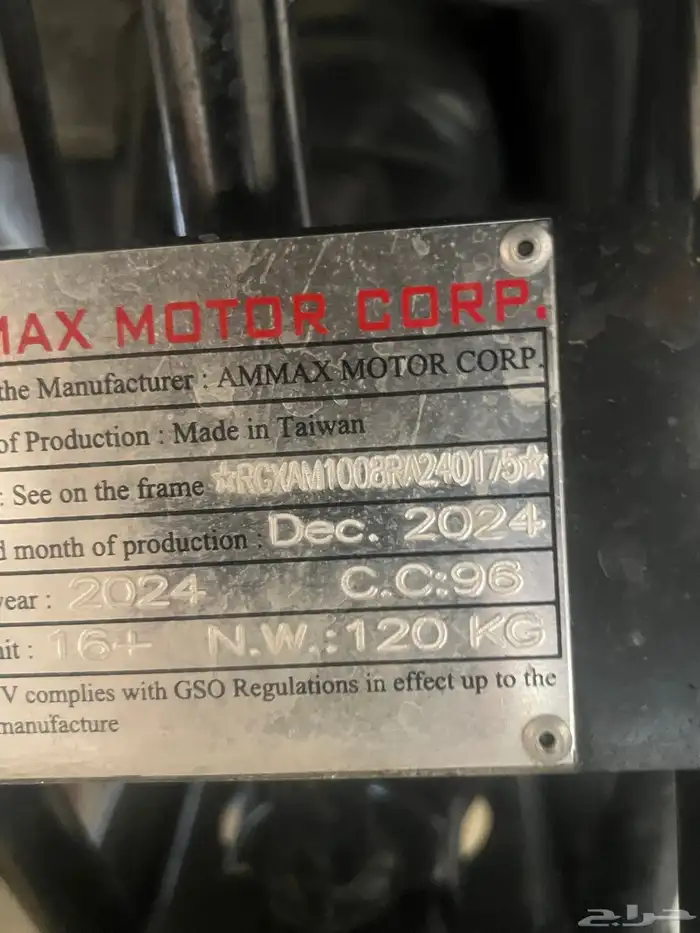 MAX MOTOR CORP.
the Manufacturer : AMMAX MOTOR CORP.
of Production : Made in Taiwan
: See on the frame ☆RGXAM1008RA240175☆
d month of production : Dec. 2024
year : 2024 C.C:96
it : 16+ N.W.:120 KG
V complies with GSO Regulations in effect up to the
manufacture
حراج